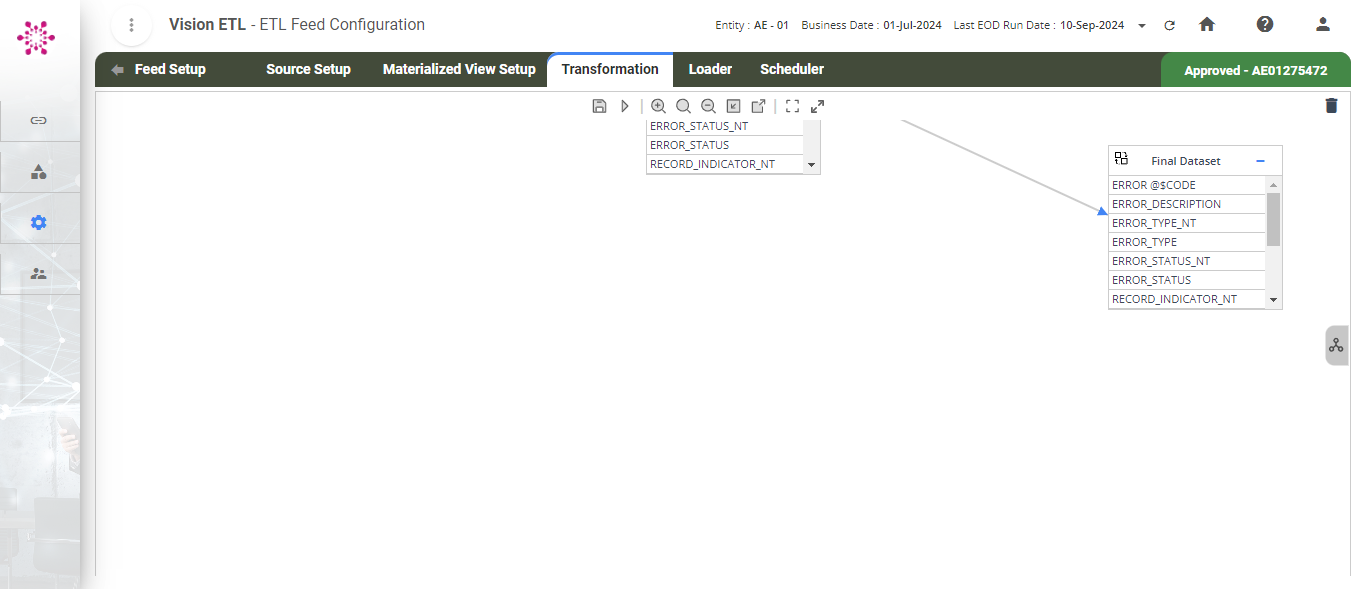 Vision ETL - ETL Feed Configuration
Entity : AE - 01 Business Date : 01-Jul-2024 Last EOD Run Date : 10-Sep-2024
Feed Setup Source Setup Materialized View Setup Transformation Loader Scheduler Approved - AE01275472
ERROR_STATUS_NT
ERROR_STATUS
RECORD_INDICATOR_NT
Final Dataset
ERROR @$CODE
ERROR_DESCRIPTION
ERROR_TYPE_NT
ERROR_TYPE
ERROR_STATUS_NT
ERROR_STATUS
RECORD_INDICATOR_NT